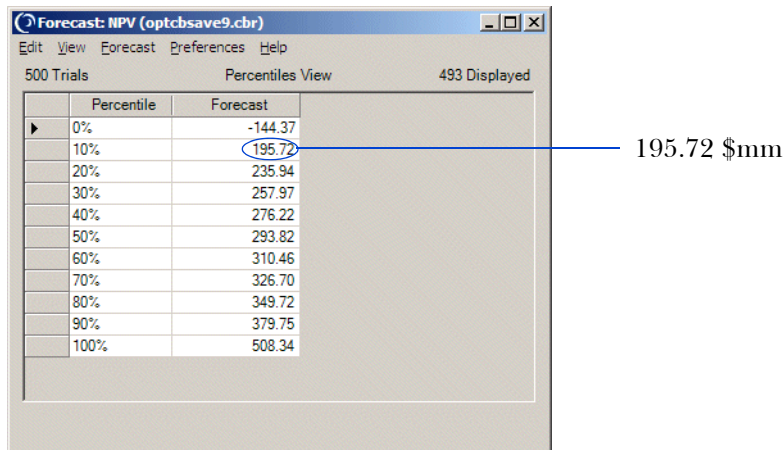 Forecast: NPV (optcbsave9.cbr)
Edit View Forecast Preferences Help
500 Trials Percentiles View 493 Displayed
Percentile Forecast
0% -144.37
10% 195.72 195.72 $mm
20% 235.94
30% 257.97
40% 276.22
50% 293.82
60% 310.46
70% 326.70
80% 349.72
90% 379.75
100% 508.34